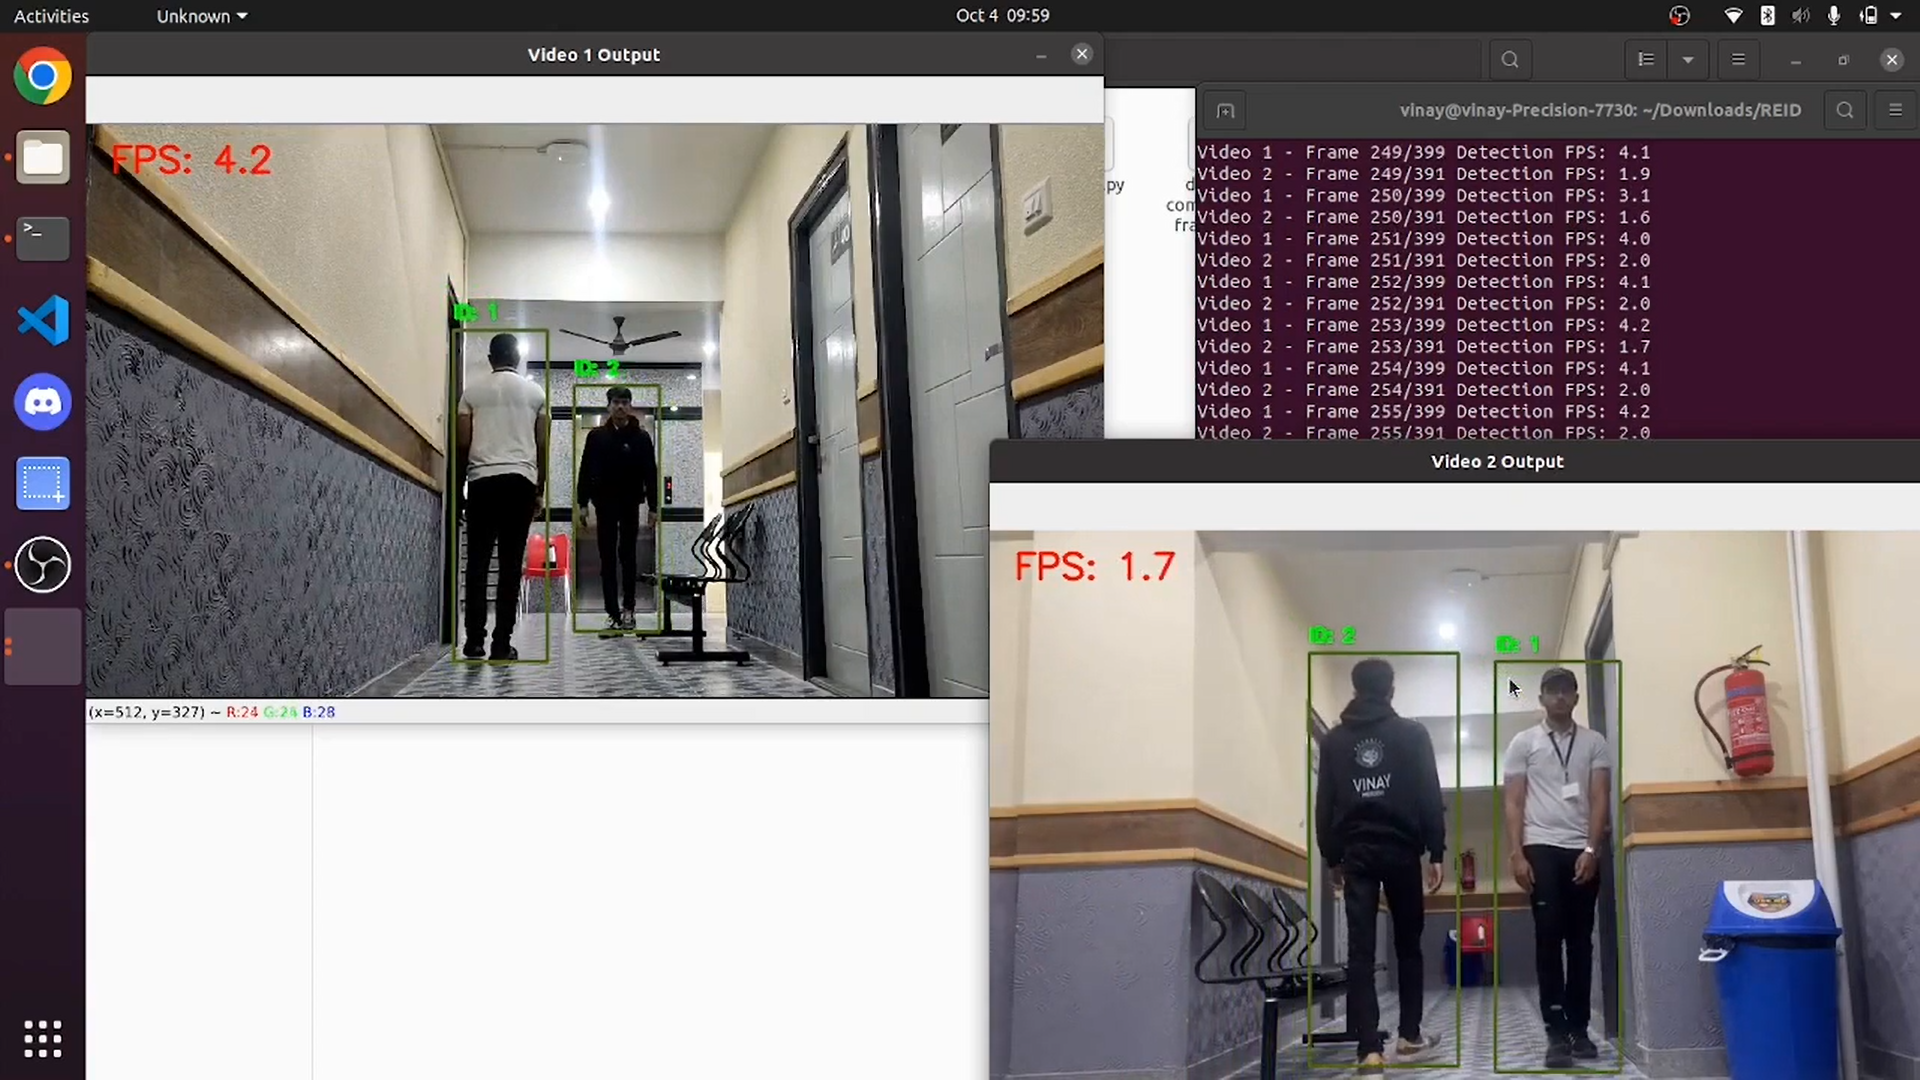 Activities
Unknown
Oct 4 09:59
Video 1 Output
vinay@vinay-Precision-7730: ~/Downloads/REID
FPS: 4.2
ID: 1
ID: 2
(x=512, y=327) ~ R:24 G:24 B:28
py
d
com
fra
Video 1 - Frame 249/399 Detection FPS: 4.1
Video 2 - Frame 249/391 Detection FPS: 1.9
Video 1 - Frame 250/399 Detection FPS: 3.1
Video 2 - Frame 250/391 Detection FPS: 1.6
Video 1 - Frame 251/399 Detection FPS: 4.0
Video 2 - Frame 251/391 Detection FPS: 2.0
Video 1 - Frame 252/399 Detection FPS: 4.1
Video 2 - Frame 252/391 Detection FPS: 2.0
Video 1 - Frame 253/399 Detection FPS: 4.2
Video 2 - Frame 253/391 Detection FPS: 1.7
Video 1 - Frame 254/399 Detection FPS: 4.1
Video 2 - Frame 254/391 Detection FPS: 2.0
Video 1 - Frame 255/399 Detection FPS: 4.2
Video 2 - Frame 255/391 Detection FPS: 2.0
Video 2 Output
FPS: 1.7
ID: 2
ID: 1
VINAY